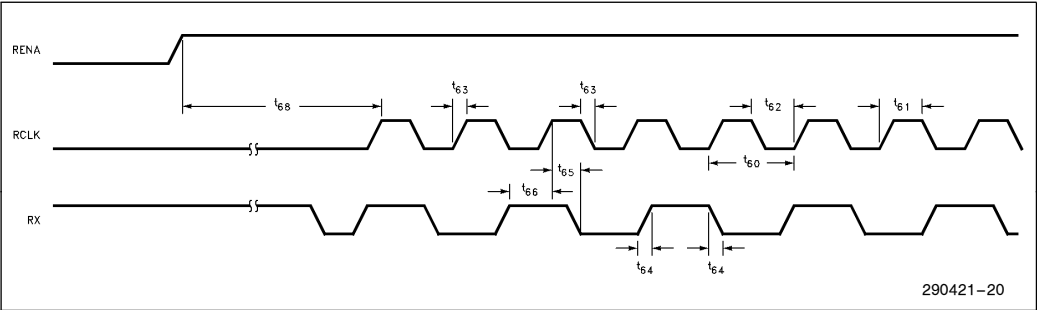 RENA
t63 t63
t68 t62 t61
RCLK
t65 t60
t66
RX
t64 t64
290421–20